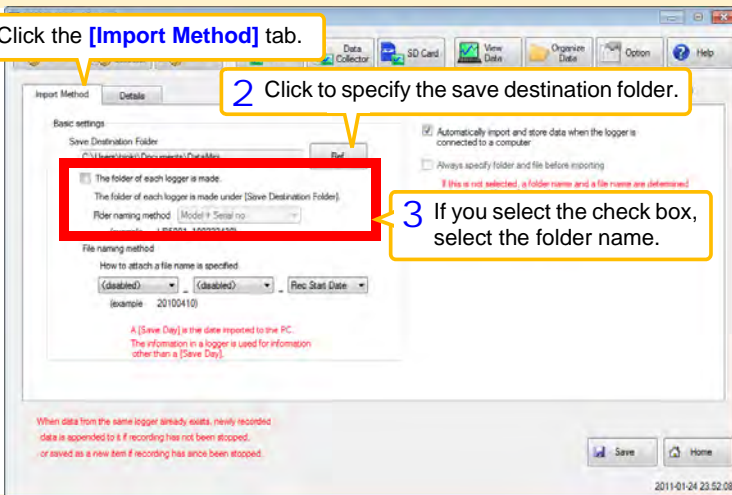 Click the [Import Method] tab.
Data Collector
SD Card
View Data
Organize Data
Option
Help
Import Method
Details
2 Click to specify the save destination folder.
Basic settings
Save Destination Folder
Ref
Automatically import and store data when the logger is
connected to a computer
Always specify folder and file before importing
If this is not selected, a folder name and a file name are determined
The folder of each logger is made.
The folder of each logger is made under [Save Destination Folder].
naming method
Model + Serial no
3 If you select the check box,
select the folder name.
File naming method
How to attach a file name is specified
(disabled) _ (disabled) _ Rec Start Date
(example 20100410)
A [Save Day] is the date imported to the PC.
The information in a logger is used for information
other than a [Save Day].
When data from the same logger already exists, newly recorded
data is appended to it if recording has not been stopped,
or saved as a new item if recording has since been stopped.
Save
Home
2011-01-24 23:52:08